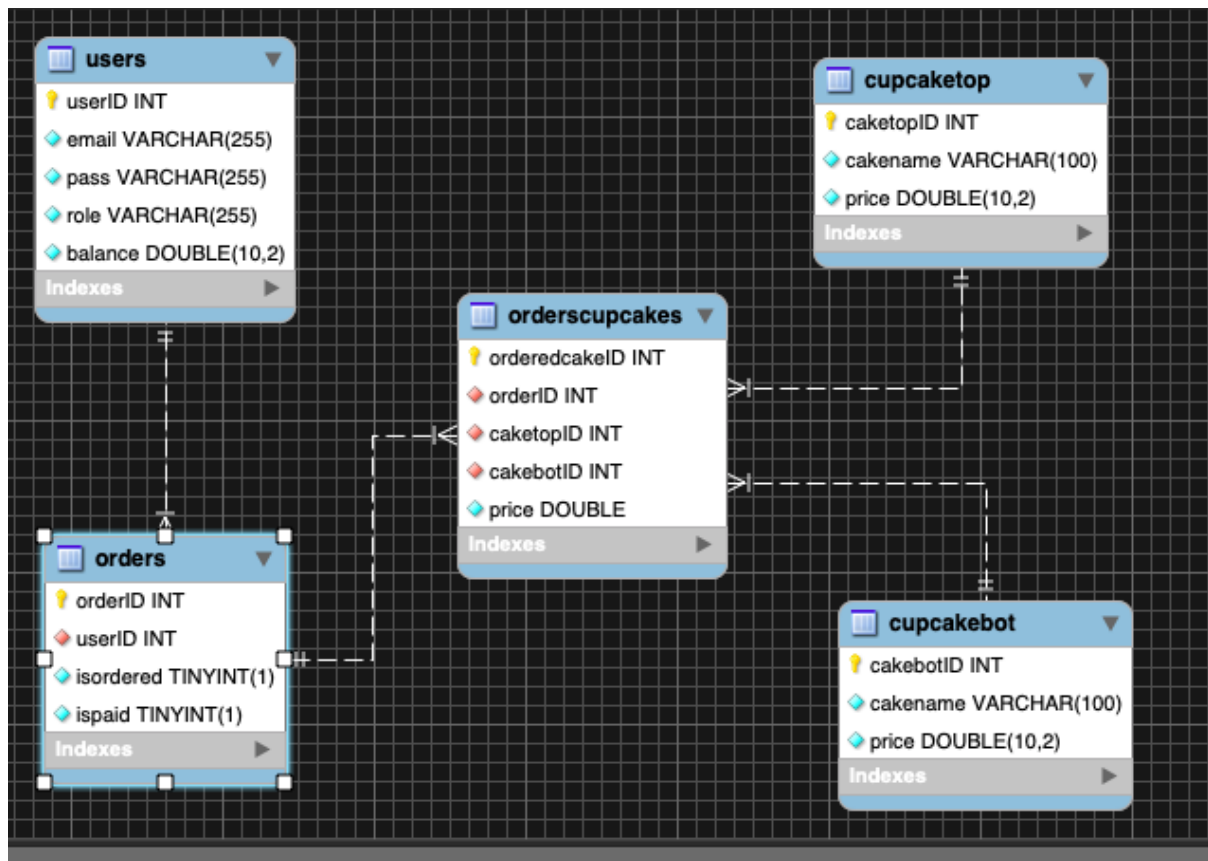 users
userID INT
email VARCHAR(255)
pass VARCHAR(255)
role VARCHAR(255)
balance DOUBLE(10,2)
Indexes
cupcaketop
caketopID INT
cakename VARCHAR(100)
price DOUBLE(10,2)
Indexes
orderscupcakes
orderedcakeID INT
orderID INT
caketopID INT
cakebotID INT
price DOUBLE
Indexes
orders
orderID INT
userID INT
isordered TINYINT(1)
ispaid TINYINT(1)
Indexes
cupcakebot
cakebotID INT
cakename VARCHAR(100)
price DOUBLE(10,2)
Indexes